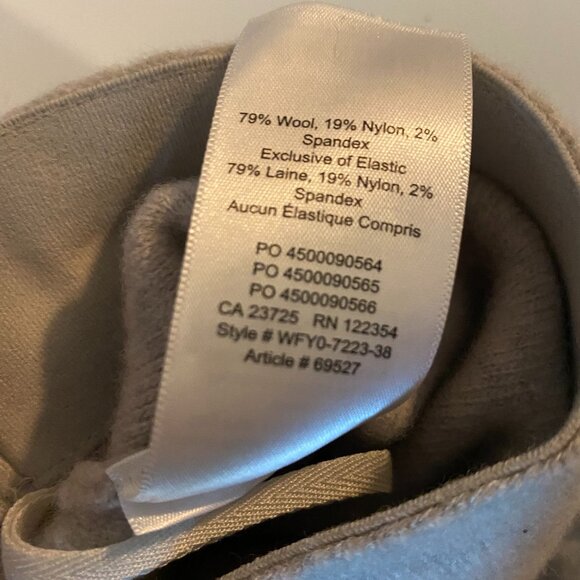 79% Wool, 19% Nylon, 2%
Spandex
Exclusive of Elastic
79% Laine, 19% Nylon, 2%
Spandex
Aucun Élastique Compris
PO 4500090564
PO 4500090565
PO 4500090566
CA 23725 RN 122354
Style # WFY0-7223-38
Article # 69527